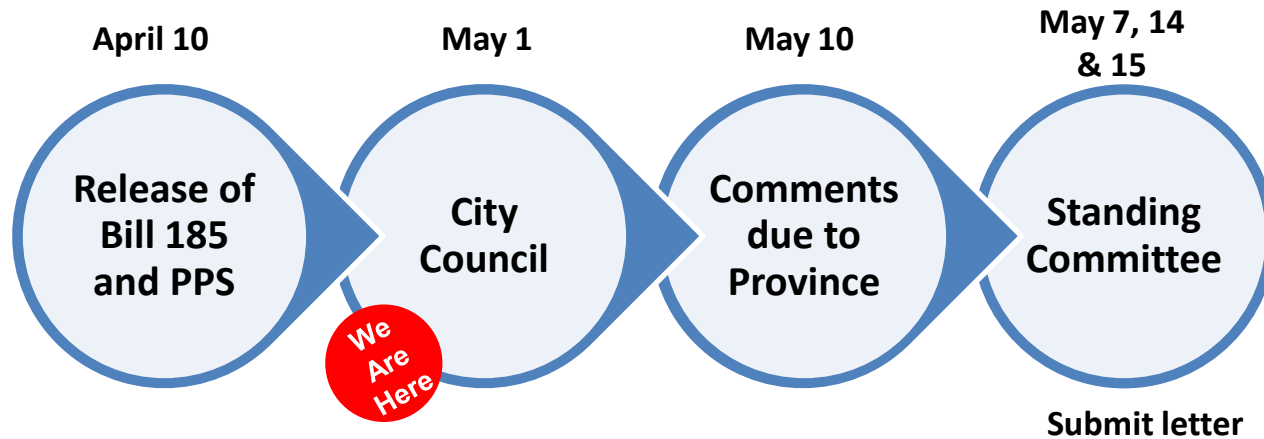 April 10
Release of
Bill 185
and PPS
May 1
City
Council
We
Are
Here
May 10
Comments
due to
Province
May 7, 14
& 15
Standing
Committee
Submit letter